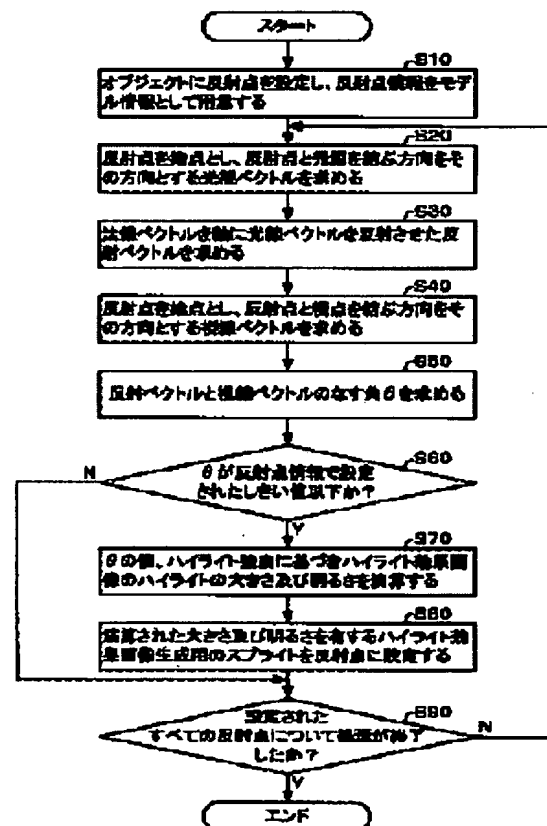 スタート
S10
オブジェクトに反射点を設定し、反射点情報をモデ
ル情報として用意する
S20
反射点を始点とし、反射点と光源を結ぶ方向をそ
の方向とする光線ベクトルを求める
S30
法線ベクトルを軸に光線ベクトルを反射させた反
射ベクトルを求める
S40
反射点を始点とし、反射点と視点を結ぶ方向をそ
の方向とする視線ベクトルを求める
S50
反射ベクトルと視線ベクトルのなす角θを求める
S60
θが反射点情報で設定
されたしきい値以下か？
N
Y
S70
θの値、ハイライト強度に基づきハイライト効果画
像のハイライトの大きさ及び明るさを演算する
S80
演算された大きさ及び明るさを有するハイライト効
果画像生成用のスプライトを反射点に設定する
S90
設定された
すべての反射点について処理が終了
したか？
N
Y
エンド